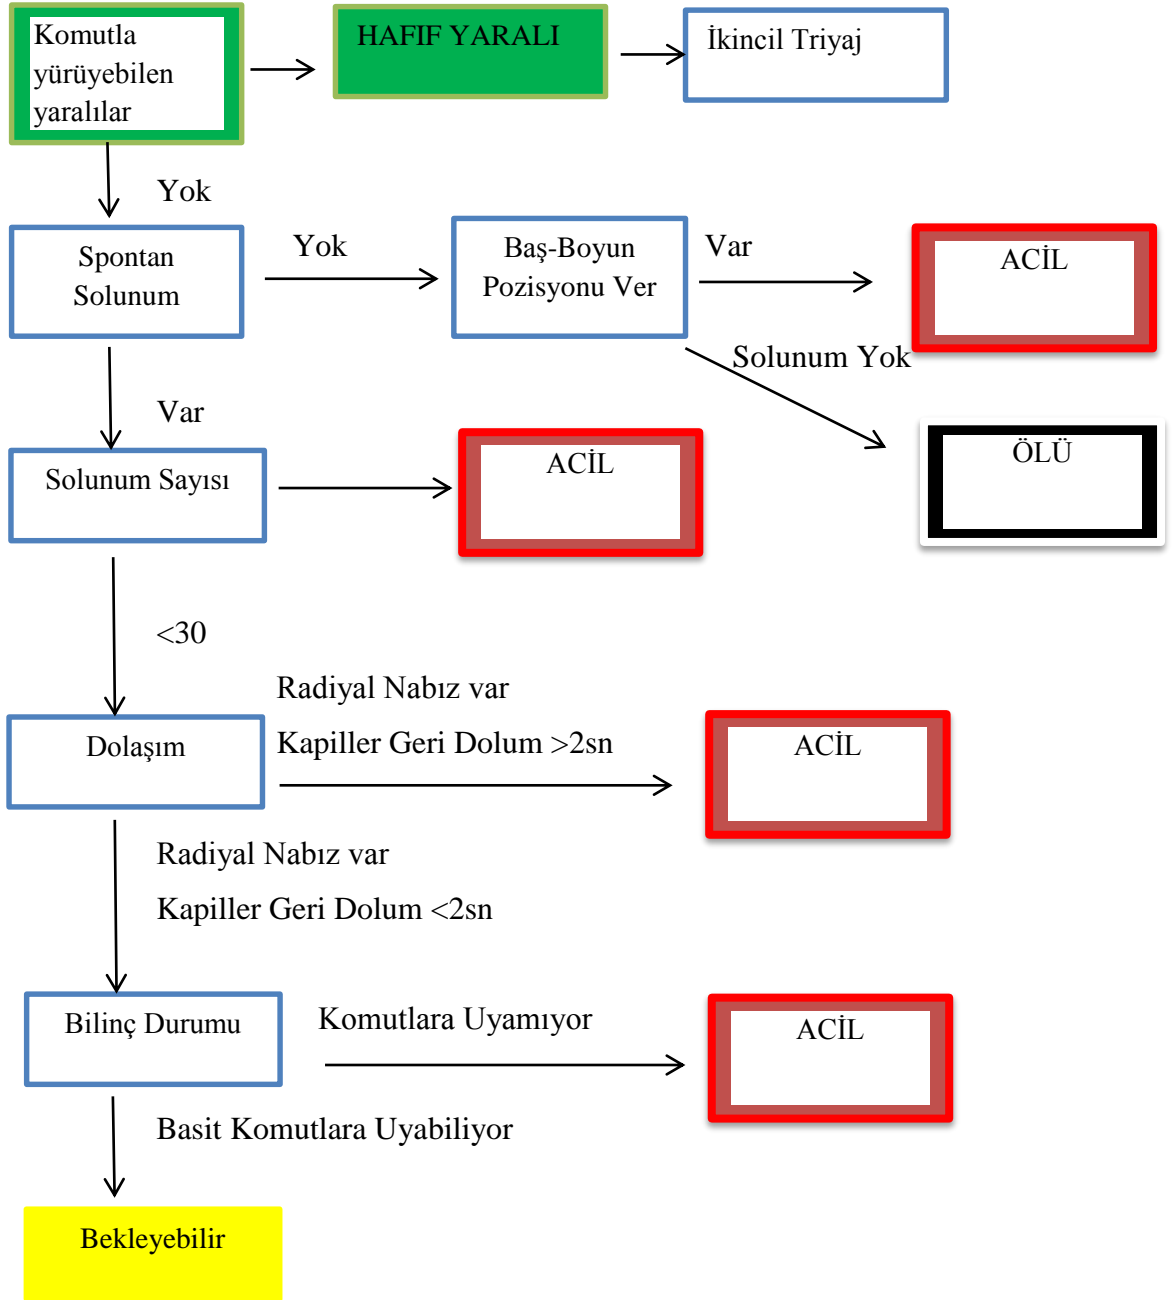 Komutla
yürüyebilen
yaralılar
HAFIF YARALI
İkincil Triyaj
Yok
Spontan
Solunum
Yok
Baş-Boyun
Pozisyonu Ver
Var
ACİL
Solunum Yok
ÖLÜ
Var
Solunum Sayısı
ACİL
<30
Dolaşım
Radiyal Nabız var
Kapiller Geri Dolum >2sn
ACİL
Radiyal Nabız var
Kapiller Geri Dolum <2sn
Bilinç Durumu
Komutlara Uyamıyor
ACİL
Basit Komutlara Uyabiliyor
Bekleyebilir